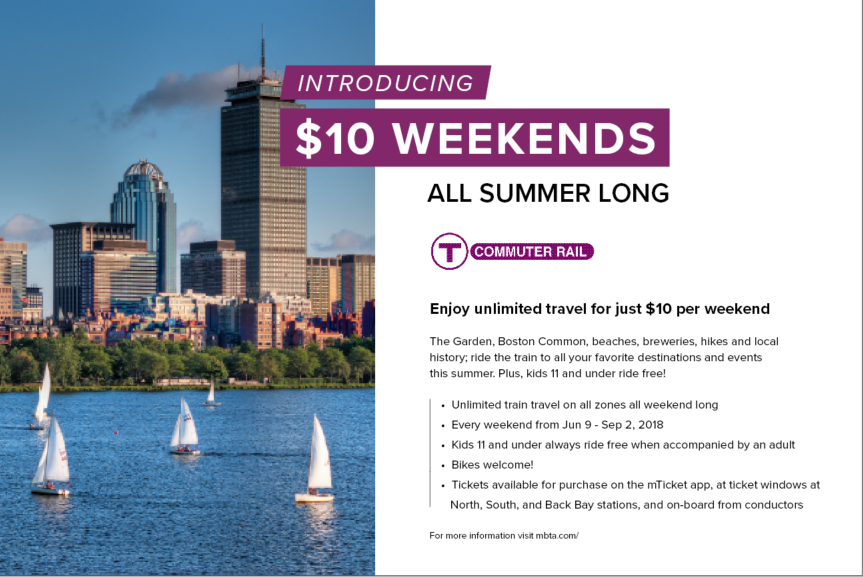 INTRODUCING
$10 WEEKENDS
ALL SUMMER LONG
T COMMUTER RAIL
Enjoy unlimited travel for just $10 per weekend
The Garden, Boston Common, beaches, breweries, hikes and local
history; ride the train to all your favorite destinations and events
this summer. Plus, kids 11 and under ride free!
• Unlimited train travel on all zones all weekend long
• Every weekend from Jun 9 - Sep 2, 2018
• Kids 11 and under always ride free when accompanied by an adult
• Bikes welcome!
• Tickets available for purchase on the mTicket app, at ticket windows at
North, South, and Back Bay stations, and on-board from conductors
For more information visit mbta.com/